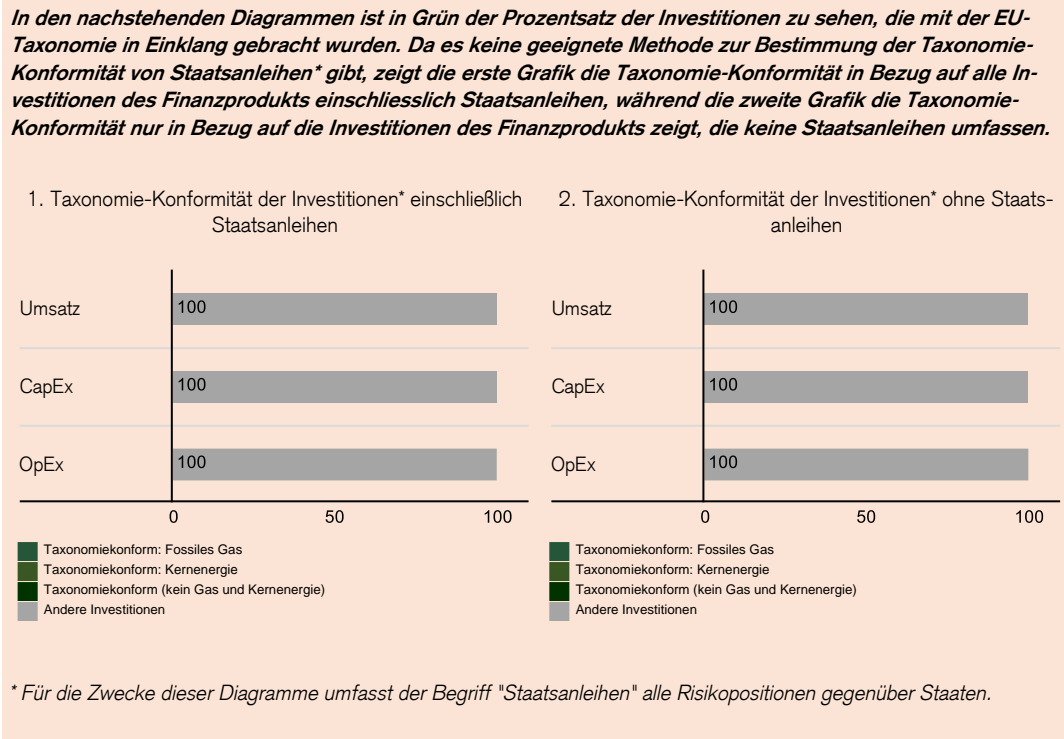 In den nachstehenden Diagrammen ist in Grün der Prozentsatz der Investitionen zu sehen, die mit der EU-
Taxonomie in Einklang gebracht wurden. Da es keine geeignete Methode zur Bestimmung der Taxonomie-
Konformität von Staatsanleihen* gibt, zeigt die erste Grafik die Taxonomie-Konformität in Bezug auf alle In-
vestitionen des Finanzprodukts einschliesslich Staatsanleihen, während die zweite Grafik die Taxonomie-
Konformität nur in Bezug auf die Investitionen des Finanzprodukts zeigt, die keine Staatsanleihen umfassen.
1. Taxonomie-Konformität der Investitionen* einschließlich
Staatsanleihen
Umsatz 100
CapEx 100
OpEx 100
0 50 100
Taxonomiekonform: Fossiles Gas
Taxonomiekonform: Kernenergie
Taxonomiekonform (kein Gas und Kernenergie)
Andere Investitionen
2. Taxonomie-Konformität der Investitionen* ohne Staats-
anleihen
Umsatz 100
CapEx 100
OpEx 100
0 50 100
Taxonomiekonform: Fossiles Gas
Taxonomiekonform: Kernenergie
Taxonomiekonform (kein Gas und Kernenergie)
Andere Investitionen
* Für die Zwecke dieser Diagramme umfasst der Begriff "Staatsanleihen" alle Risikopositionen gegenüber Staaten.